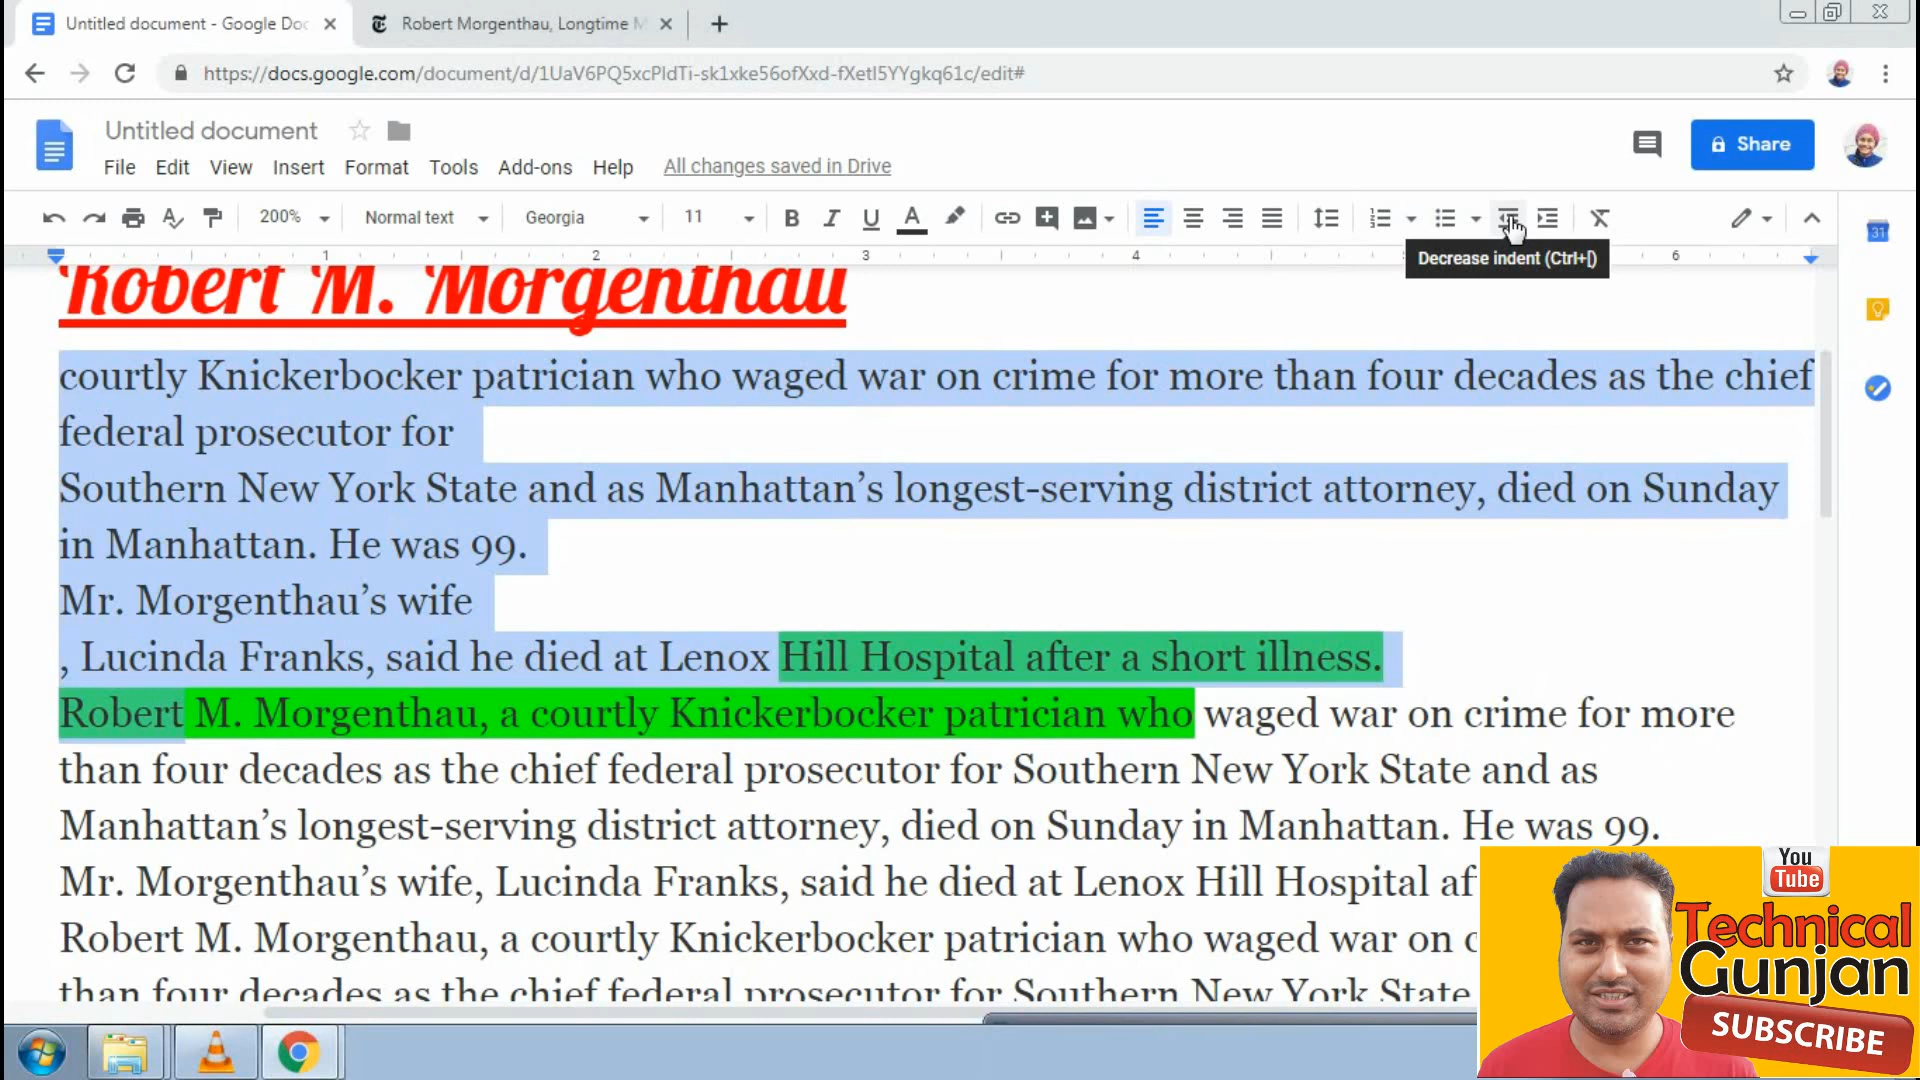 Untitled document - Google Doc
Robert Morgenthau, Longtime M
https://docs.google.com/document/d/1UaV6PQ5xcPldTi-sk1xke56ofXxd-fXetl5YYgkq61c/edit#
Untitled document
File Edit View Insert Format Tools Add-ons Help All changes saved in Drive
Share
200% Normal text Georgia 11 B I U A
Decrease indent (Ctrl+[)
1 2 3 4 6
31
Robert M. Morgenthau
courtly Knickerbocker patrician who waged war on crime for more than four decades as the chief
federal prosecutor for
Southern New York State and as Manhattan’s longest-serving district attorney, died on Sunday
in Manhattan. He was 99.
Mr. Morgenthau’s wife
, Lucinda Franks, said he died at Lenox Hill Hospital after a short illness.
Robert M. Morgenthau, a courtly Knickerbocker patrician who waged war on crime for more
than four decades as the chief federal prosecutor for Southern New York State and as
Manhattan’s longest-serving district attorney, died on Sunday in Manhattan. He was 99.
Mr. Morgenthau’s wife, Lucinda Franks, said he died at Lenox Hill Hospital af
Robert M. Morgenthau, a courtly Knickerbocker patrician who waged war on c
than four decades as the chief federal prosecutor for Southern New York State
You
Tube
Technical
Gunjan
SUBSCRIBE